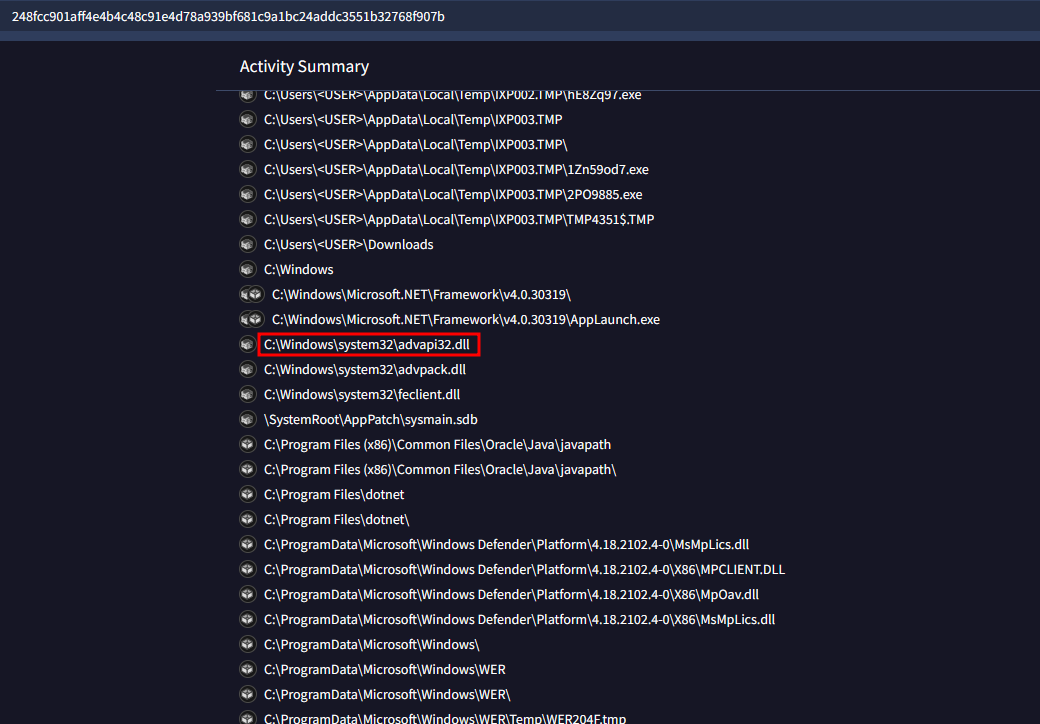 248fcc901aff4e4b4c48c91e4d78a939bf681c9a1bc24addc3551b32768f907b
Activity Summary
C:\Users\<USER>\AppData\Local\Temp\IXP002.TMP\hE8Zq97.exe
C:\Users\<USER>\AppData\Local\Temp\IXP003.TMP
C:\Users\<USER>\AppData\Local\Temp\IXP003.TMP\
C:\Users\<USER>\AppData\Local\Temp\IXP003.TMP\1Zn59od7.exe
C:\Users\<USER>\AppData\Local\Temp\IXP003.TMP\2PO9885.exe
C:\Users\<USER>\AppData\Local\Temp\IXP003.TMP\TMP4351$.TMP
C:\Users\<USER>\Downloads
C:\Windows
C:\Windows\Microsoft.NET\Framework\v4.0.30319\
C:\Windows\Microsoft.NET\Framework\v4.0.30319\AppLaunch.exe
C:\Windows\system32\advapi32.dll
C:\Windows\system32\advpack.dll
C:\Windows\system32\feclient.dll
\SystemRoot\AppPatch\sysmain.sdb
C:\Program Files (x86)\Common Files\Oracle\Java\javapath
C:\Program Files (x86)\Common Files\Oracle\Java\javapath\
C:\Program Files\dotnet
C:\Program Files\dotnet\
C:\ProgramData\Microsoft\Windows Defender\Platform\4.18.2102.4-0\MsMpLics.dll
C:\ProgramData\Microsoft\Windows Defender\Platform\4.18.2102.4-0\X86\MPCLIENT.DLL
C:\ProgramData\Microsoft\Windows Defender\Platform\4.18.2102.4-0\X86\MpOav.dll
C:\ProgramData\Microsoft\Windows Defender\Platform\4.18.2102.4-0\X86\MsMpLics.dll
C:\ProgramData\Microsoft\Windows\
C:\ProgramData\Microsoft\Windows\WER
C:\ProgramData\Microsoft\Windows\WER\
C:\ProgramData\Microsoft\Windows\WER\Temp\WER204F.tmp